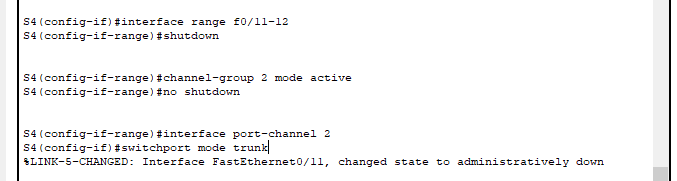 S4(config-if)#interface range f0/11-12
S4(config-if-range)#shutdown
S4(config-if-range)#channel-group 2 mode active
S4(config-if-range)#no shutdown
S4(config-if-range)#interface port-channel 2
S4(config-if)#switchport mode trunk
%LINK-5-CHANGED: Interface FastEthernet0/11, changed state to administratively down